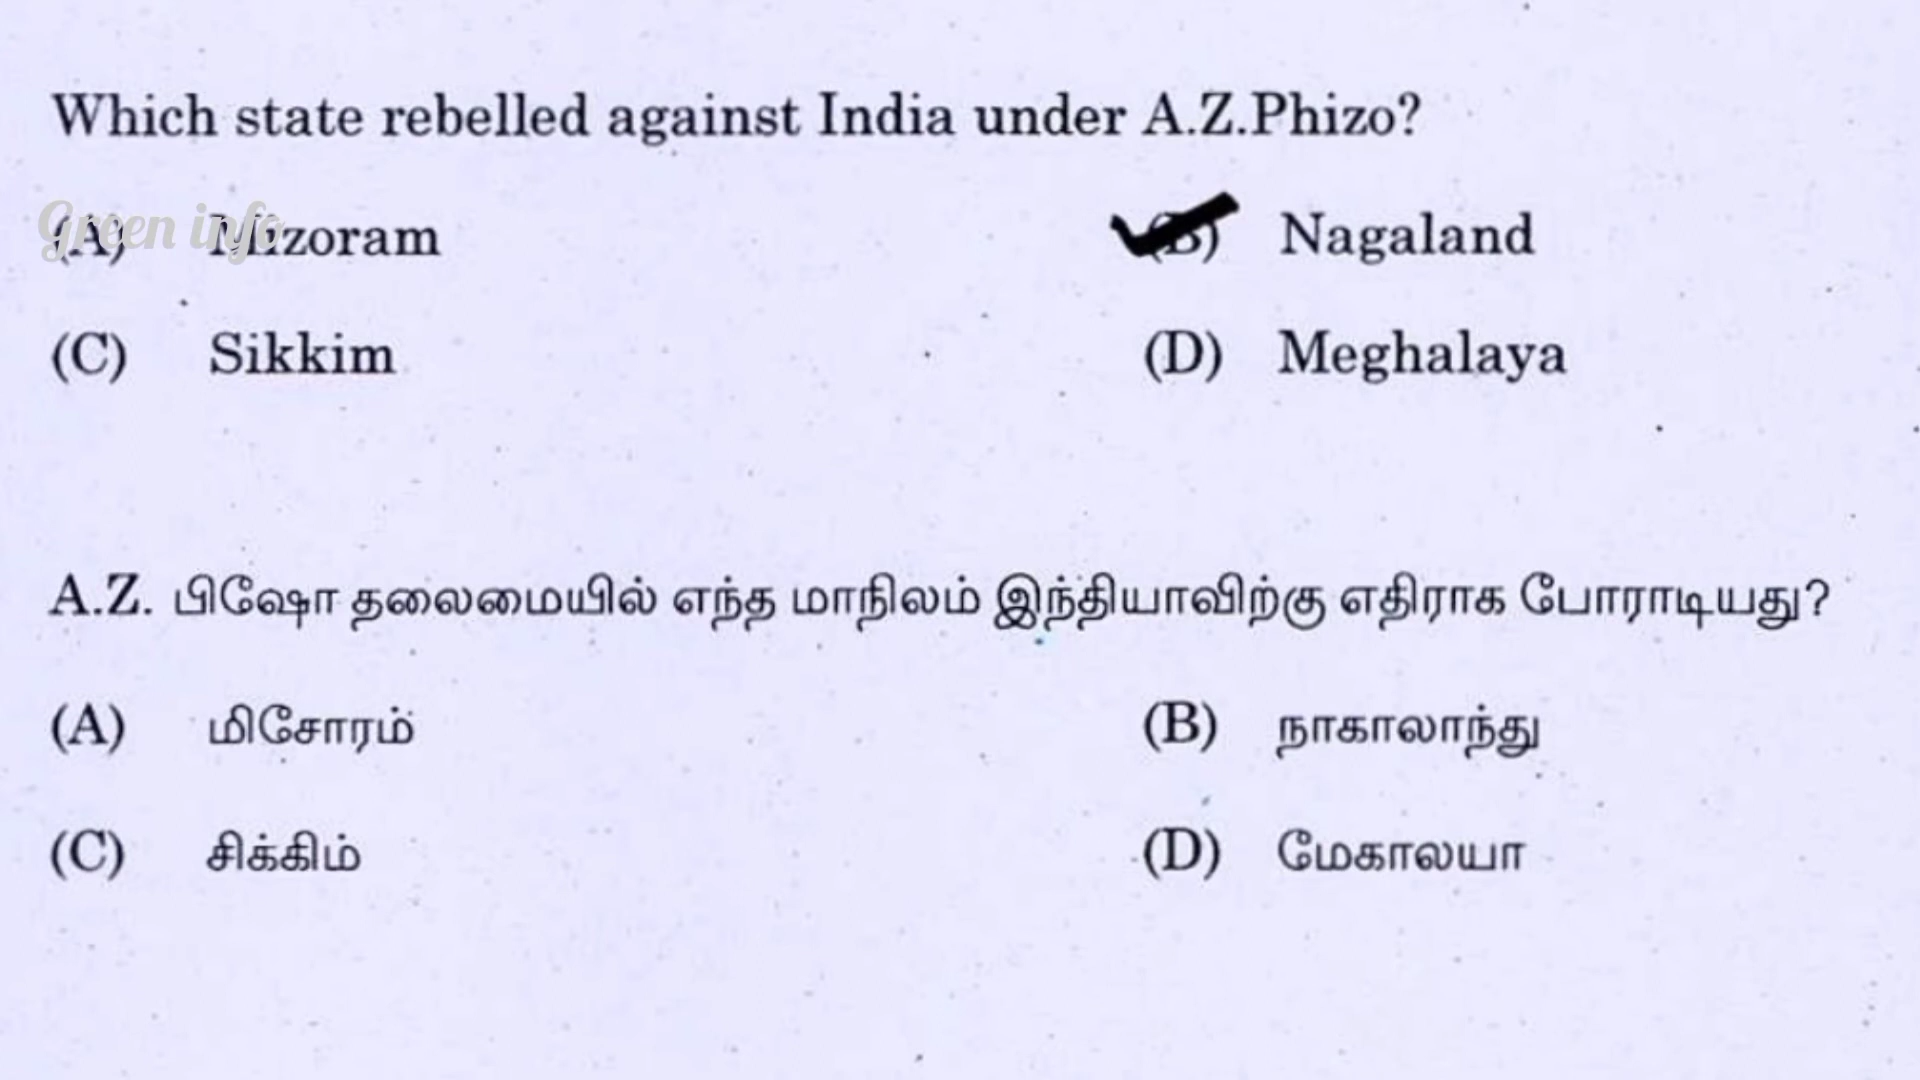 Which state rebelled against India under A.Z.Phizo?
Green info
(A) Mizoram (B) Nagaland
(C) Sikkim (D) Meghalaya
A.Z. பிஷோ தலைமையில் எந்த மாநிலம் இந்தியாவிற்கு எதிராக போராடியது?
(A) மிசோரம் (B) நாகாலாந்து
(C) சிக்கிம் (D) மேகாலயா